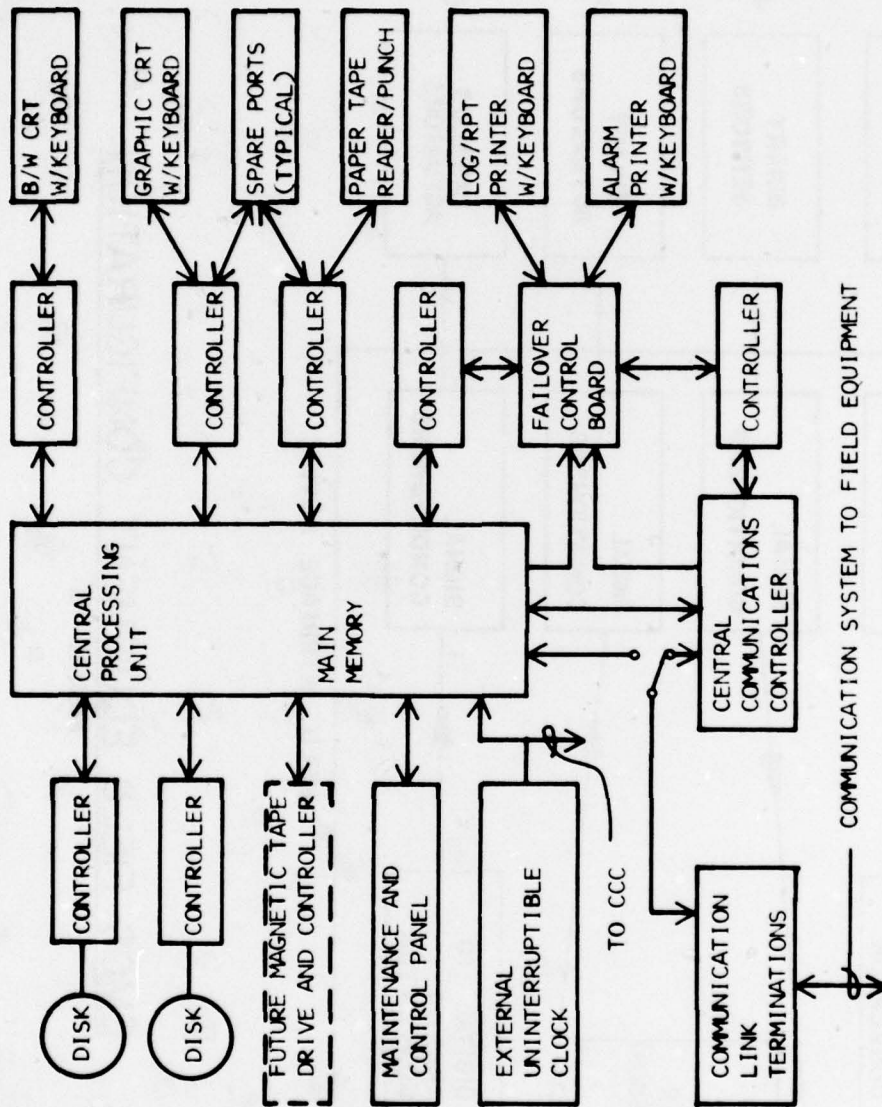 B/W CRT
W/KEYBOARD
GRAPHIC CRT
W/KEYBOARD
SPARE PORTS
(TYPICAL)
PAPER TAPE
READER/PUNCH
LOG/RPT
PRINTER
W/KEYBOARD
ALARM
PRINTER
W/KEYBOARD
CONTROLLER
CONTROLLER
CONTROLLER
CONTROLLER
FAILOVER
CONTROL
BOARD
CONTROLLER
CENTRAL
PROCESSING
UNIT
MAIN
MEMORY
CENTRAL
COMMUNICATIONS
CONTROLLER
DISK
CONTROLLER
DISK
CONTROLLER
FUTURE MAGNETIC TAPE
DRIVE AND CONTROLLER
MAINTENANCE AND
CONTROL PANEL
EXTERNAL
UNINTERRUPTIBLE
CLOCK
TO CCC
COMMUNICATION
LINK
TERMINATIONS
COMMUNICATION SYSTEM TO FIELD EQUIPMENT